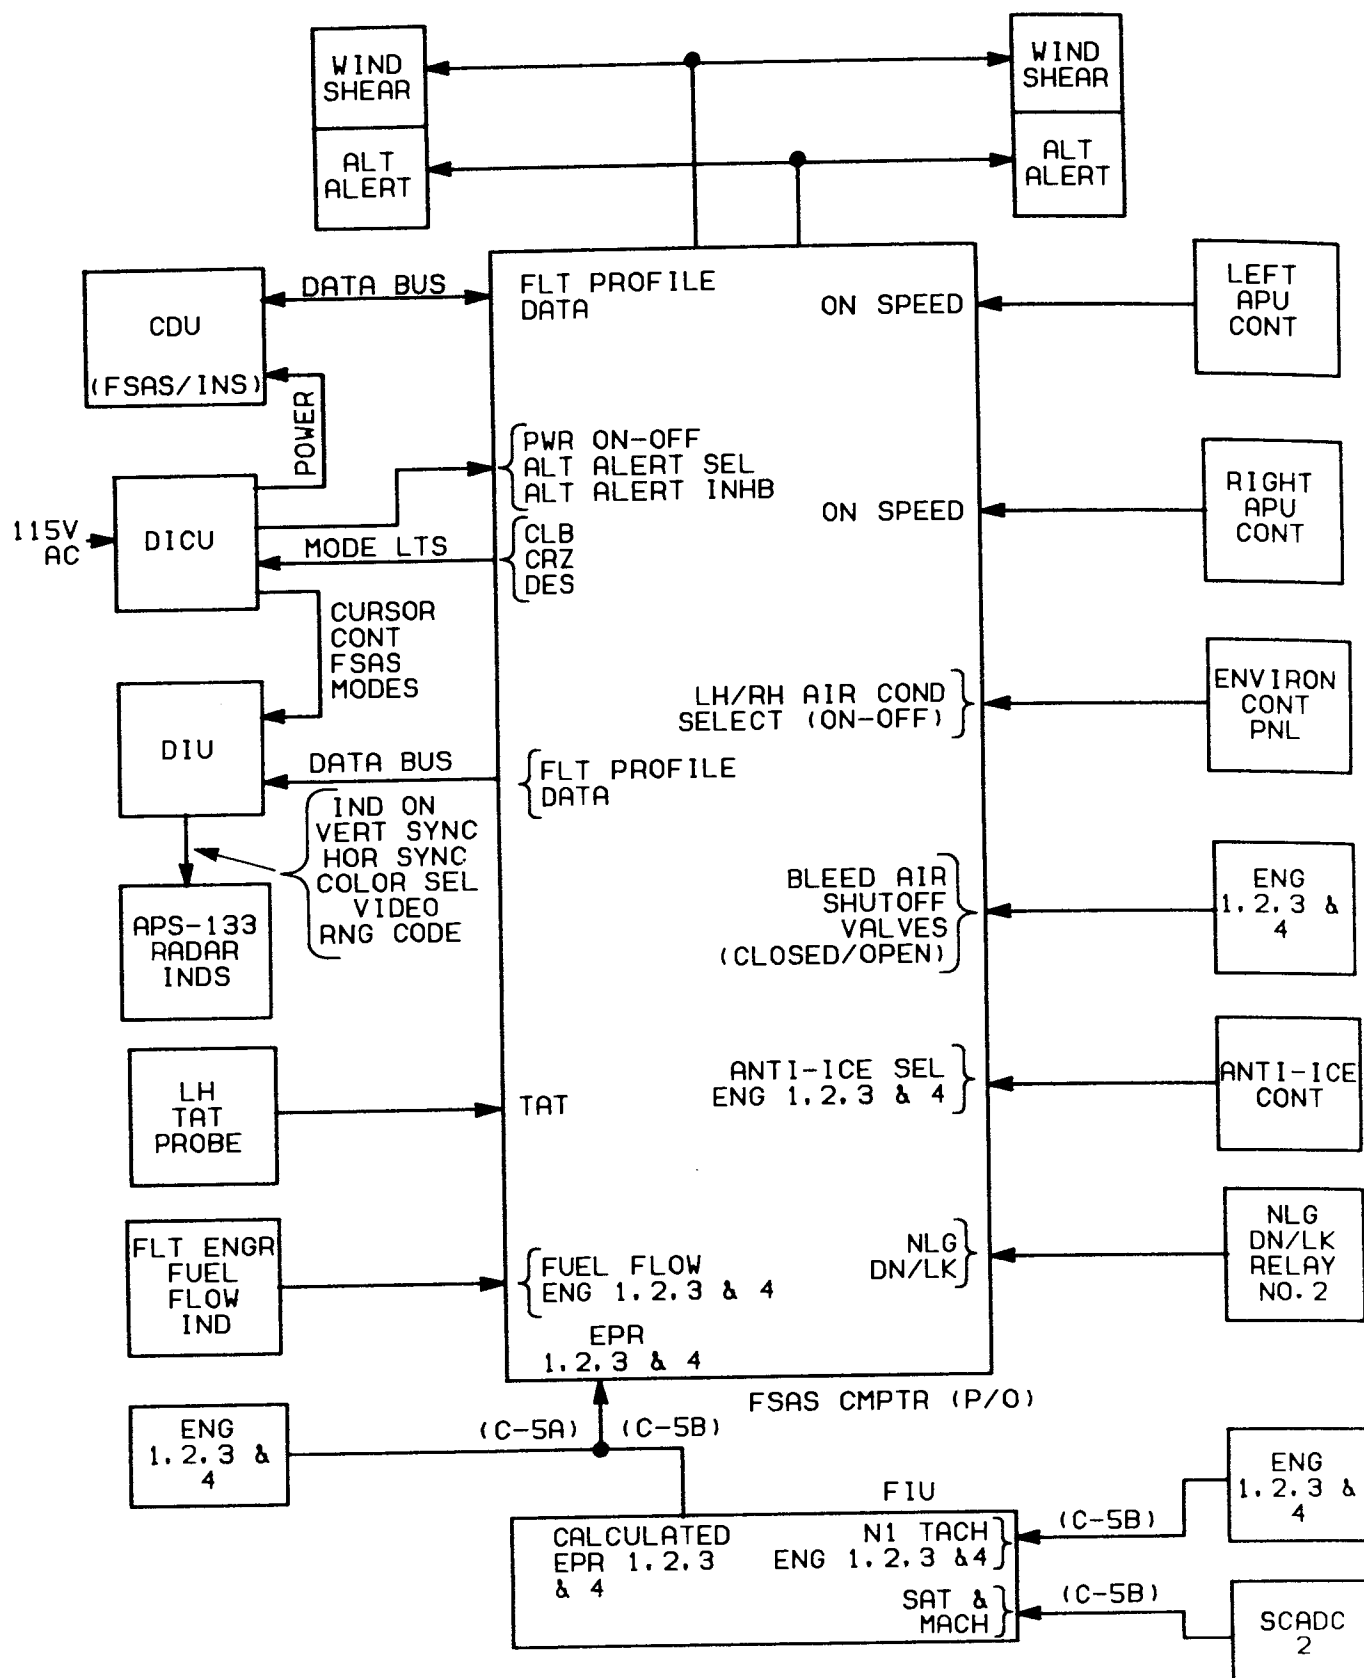 WIND
SHEAR
ALT
ALERT
WIND
SHEAR
ALT
ALERT
CDU
(FSAS/INS)
DATA BUS
FLT PROFILE
DATA
ON SPEED
LEFT
APU
CONT
POWER
PWR ON-OFF
ALT ALERT SEL
ALT ALERT INHB
ON SPEED
RIGHT
APU
CONT
115V
AC
DICU
MODE LTS
CLB
CRZ
DES
CURSOR
CONT
FSAS
MODES
LH/RH AIR COND
SELECT (ON-OFF)
ENVIRON
CONT
PNL
DIU
DATA BUS
FLT PROFILE
DATA
IND ON
VERT SYNC
HOR SYNC
COLOR SEL
VIDEO
RNG CODE
APS-133
RADAR
INDS
BLEED AIR
SHUTOFF
VALVES
(CLOSED/OPEN)
ENG
1.2.3 &
4
LH
TAT
PROBE
TAT
ANTI-ICE SEL
ENG 1.2.3 & 4
ANTI-ICE
CONT
FLT ENGR
FUEL
FLOW
IND
FUEL FLOW
ENG 1.2.3 & 4
NLG
DN/LK
NLG
DN/LK
RELAY
NO.2
EPR
1.2.3 & 4
FSAS CMPTR (P/O)
ENG
1.2.3 &
4
(C-5A)
(C-5B)
FIU
CALCULATED
EPR 1.2.3
& 4
N1 TACH
ENG 1.2.3 &4
SAT &
MACH
(C-5B)
ENG
1.2.3 &
4
(C-5B)
SCADC
2